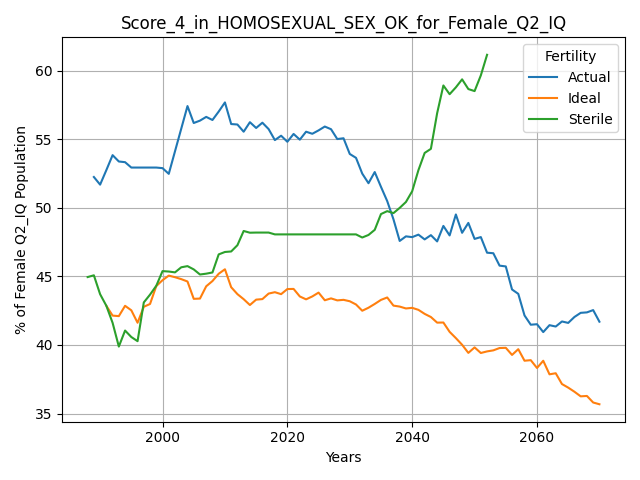 Score_4_in_HOMOSEXUAL_SEX_OK_for_Female_Q2_IQ
Fertility
Actual
Ideal
Sterile
% of Female Q2_IQ Population
60
55
50
45
40
35
2000
2020
2040
2060
Years